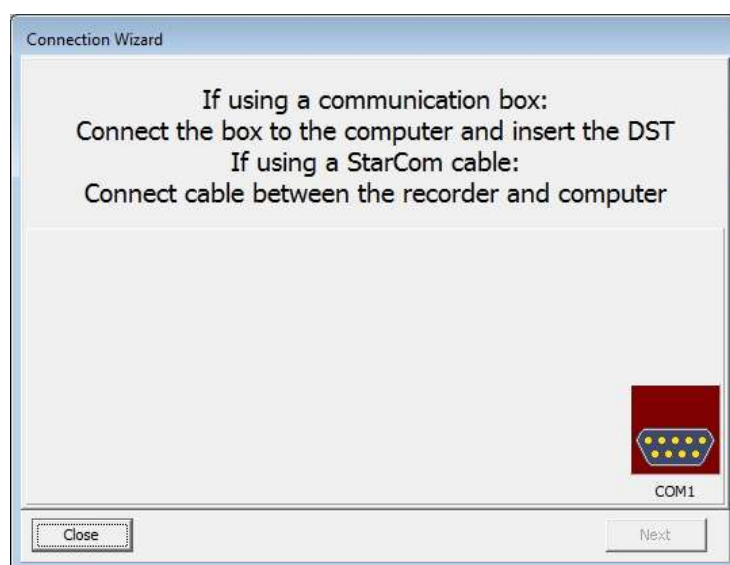 Connection Wizard
If using a communication box:
Connect the box to the computer and insert the DST
If using a StarCom cable:
Connect cable between the recorder and computer
COM1
Close
Next